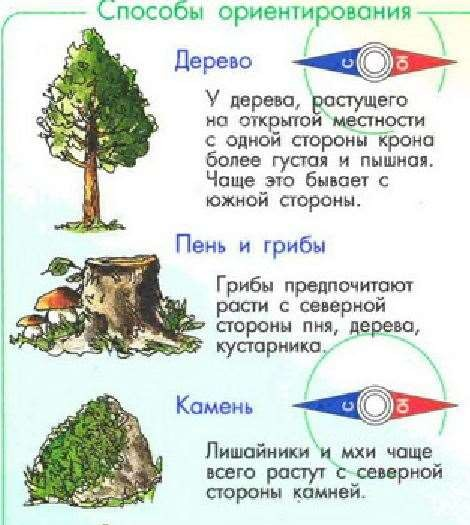 Способы ориентирования
Дерево
С
Ю
У дерева, растущего
на открытой местности
с одной стороны крона
более густая и пышная.
Чаще это бывает с
южной стороны.
Пень и грибы
Грибы предпочитают
расти с северной
стороны пня, дерева,
кустарника.
Камень
С
Ю
Лишайники и мхи чаще
всего растут с северной
стороны камней.